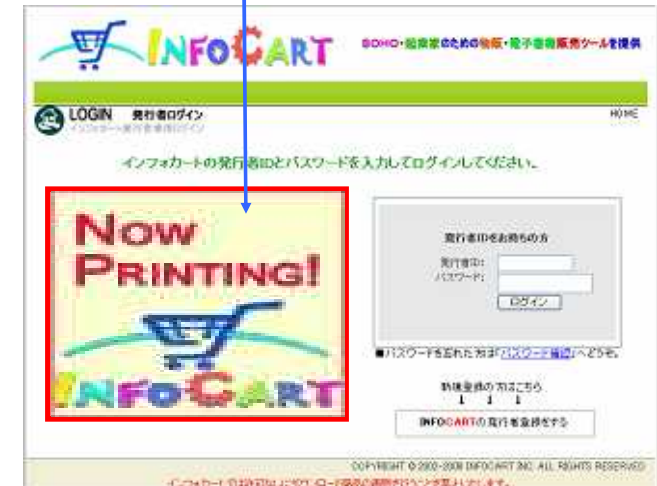 INFOCART
SOHO・起業家のための物販・電子書籍販売ツールを提供
LOGIN 発行者ログイン
HOME
インフォカートの発行者IDとパスワードを入力してログインしてください。
NOW
PRINTING!
INFOCART
発行者IDをお持ちの方
発行者ID:
パスワード:
ログイン
■パスワードを忘れた方は「パスワード確認」へどうぞ。
新規登録の方はこちら
↓ ↓ ↓
INFOCARTの発行者登録をする
COPYRIGHT © 2002-2008 INFOCART INC. ALL RIGHTS RESERVED